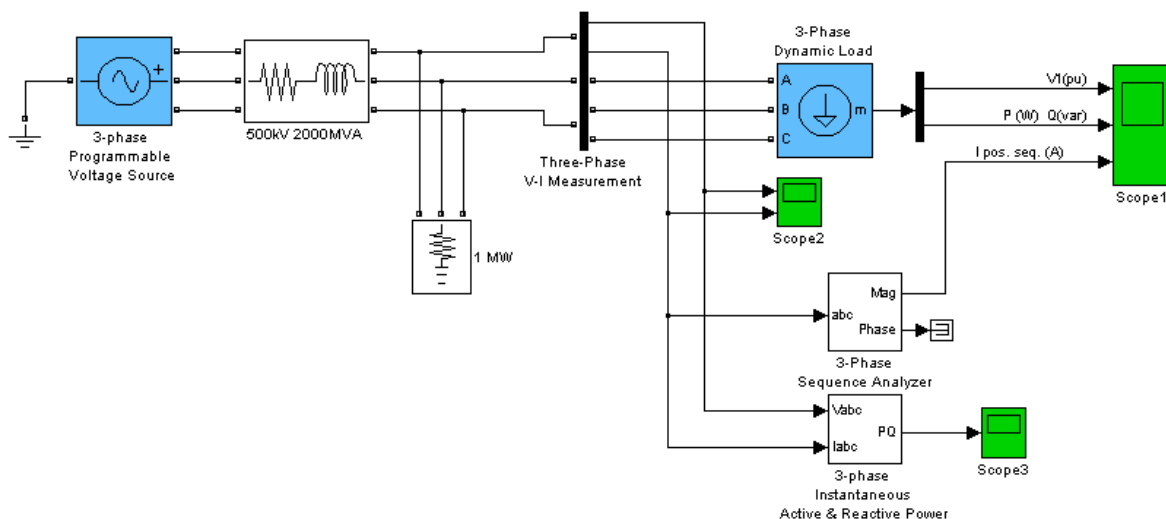 3-Phase
Dynamic Load
+
A
B
C
m
V1(pu)
P (W) Q(var)
I pos. seq. (A)
Scope1
3-phase
Programmable
Voltage Source
500kV 2000MVA
Three-Phase
V-I Measurement
Scope2
1 MW
abc
Mag
Phase
3-Phase
Sequence Analyzer
Vabc
Iabc
PQ
Scope3
3-phase
Instantaneous
Active & Reactive Power